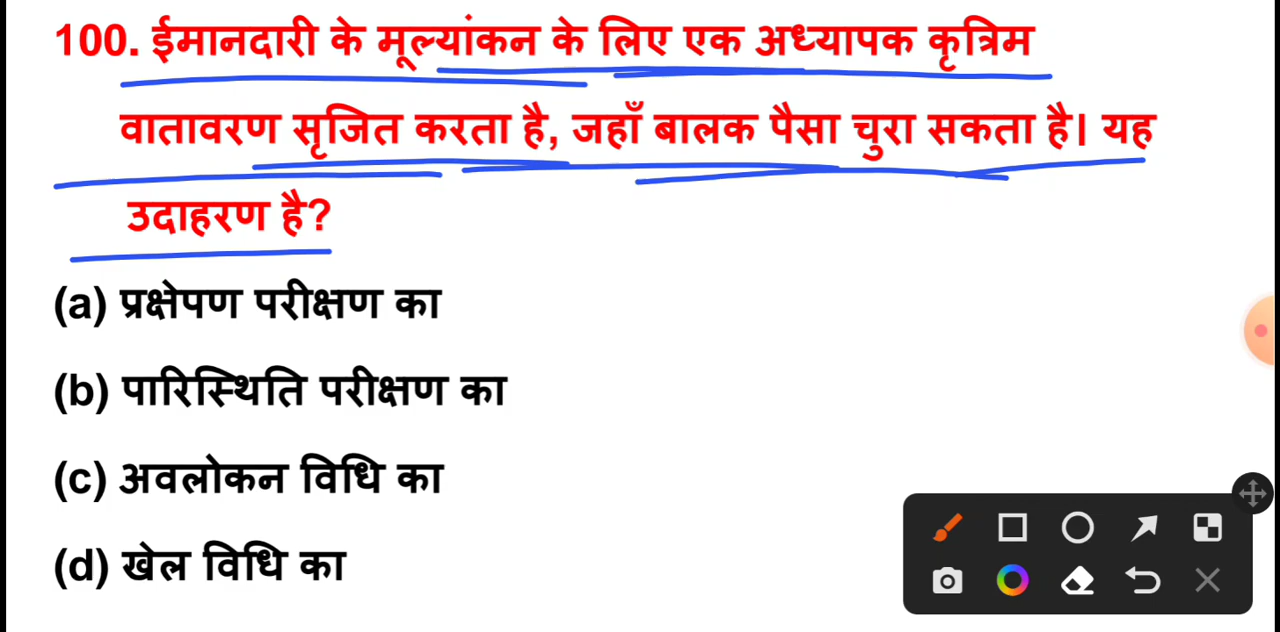 100. ईमानदारी के मूल्यांकन के लिए एक अध्यापक कृत्रिम
वातावरण सृजित करता है, जहाँ बालक पैसा चुरा सकता है। यह
उदाहरण है?
(a) प्रक्षेपण परीक्षण का
(b) पारिस्थिति परीक्षण का
(c) अवलोकन विधि का
(d) खेल विधि का